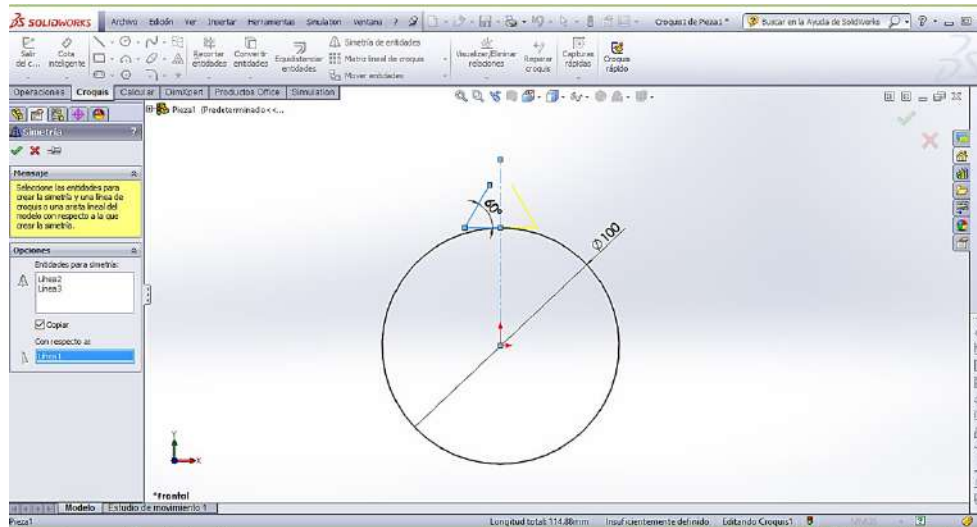 SOLIDWORKS Archivo Edición Ver Insertar Herramientas Simulation Ventana ? Croquis1 de Pieza1 * Buscar en la Ayuda de SolidWorks
Salir del c... Cota inteligente Recortar entidades Convertir entidades Equidistanciar entidades Simetría de entidades Matriz lineal de croquis Mover entidades Visualizar/Eliminar relaciones Reparar croquis Capturas rápidas Croquis rápido
Operaciones Croquis Calcular DimXpert Productos Office Simulation
Pieza1 (Predeterminado<<...
Simetría ?
Mensaje
Seleccione las entidades para
crear la simetría y una línea de
croquis o una arista lineal del
modelo con respecto a la que
crear la simetría.
Opciones
Entidades para simetría:
Línea2
Línea3
Copiar
Con respecto a:
Línea1
60°
Ø100
Y
X
*Frontal
Modelo Estudio de movimiento 1
Pieza1 Longitud total: 114.88mm Insuficientemente definido Editando Croquis1